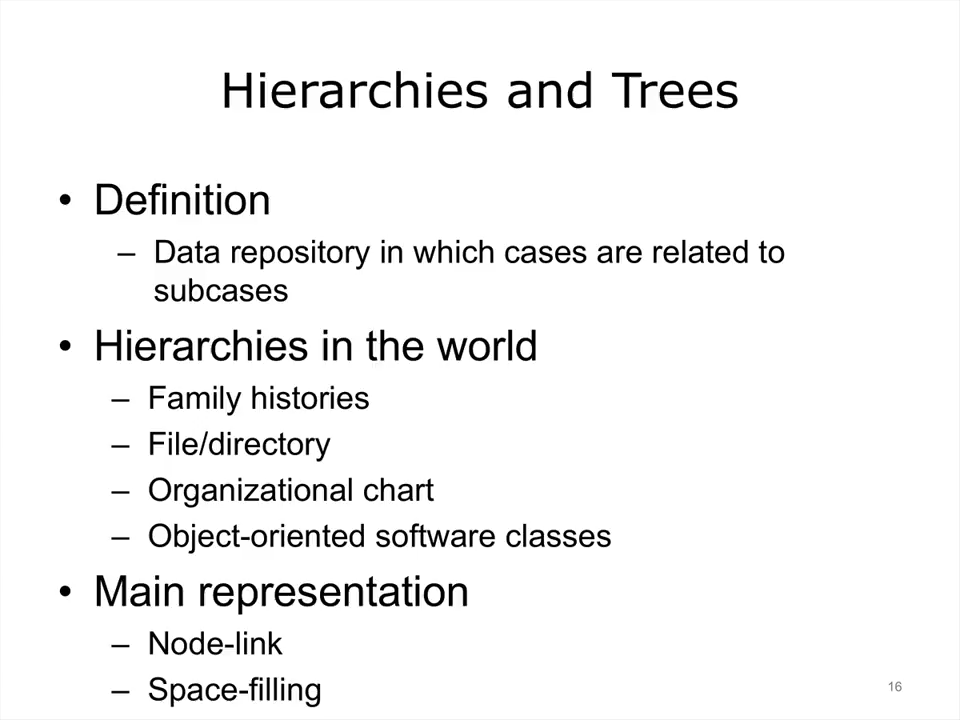 Hierarchies and Trees
• Definition
– Data repository in which cases are related to
subcases
• Hierarchies in the world
– Family histories
– File/directory
– Organizational chart
– Object-oriented software classes
• Main representation
– Node-link
– Space-filling
16